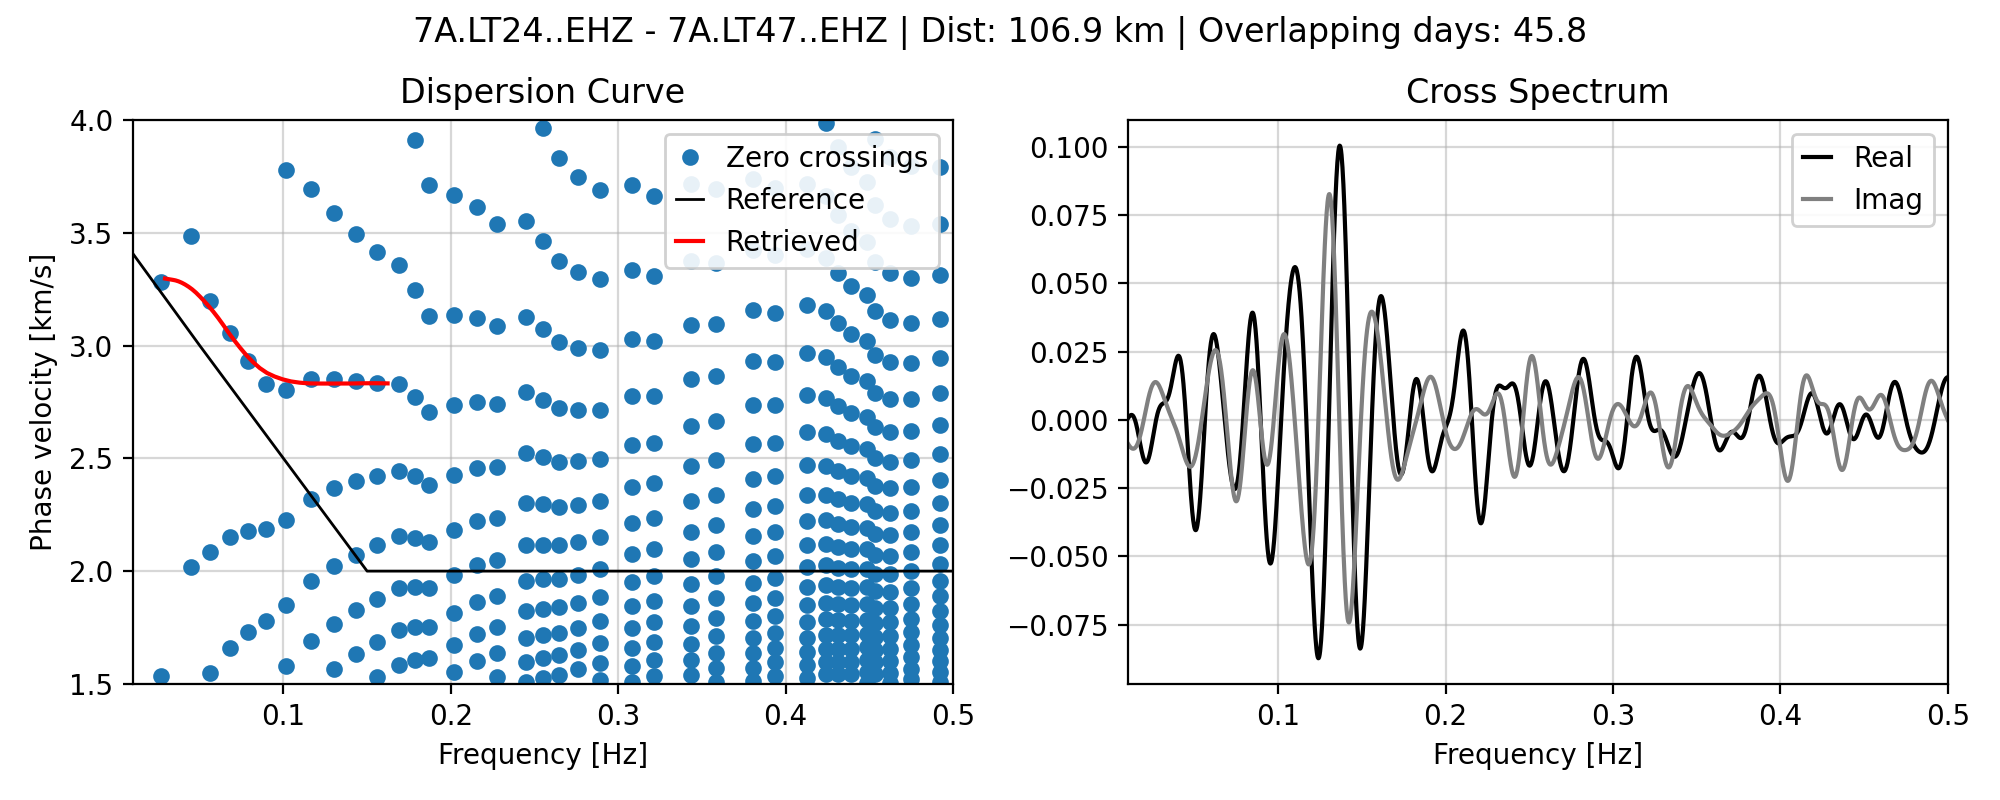 7A.LT24..EHZ - 7A.LT47..EHZ | Dist: 106.9 km | Overlapping days: 45.8
Dispersion Curve
Zero crossings
Reference
Retrieved
4.0
3.5
3.0
2.5
2.0
1.5
Phase velocity [km/s]
0.1 0.2 0.3 0.4 0.5
Frequency [Hz]
Cross Spectrum
Real
Imag
0.100
0.075
0.050
0.025
0.000
−0.025
−0.050
−0.075
0.1 0.2 0.3 0.4 0.5
Frequency [Hz]